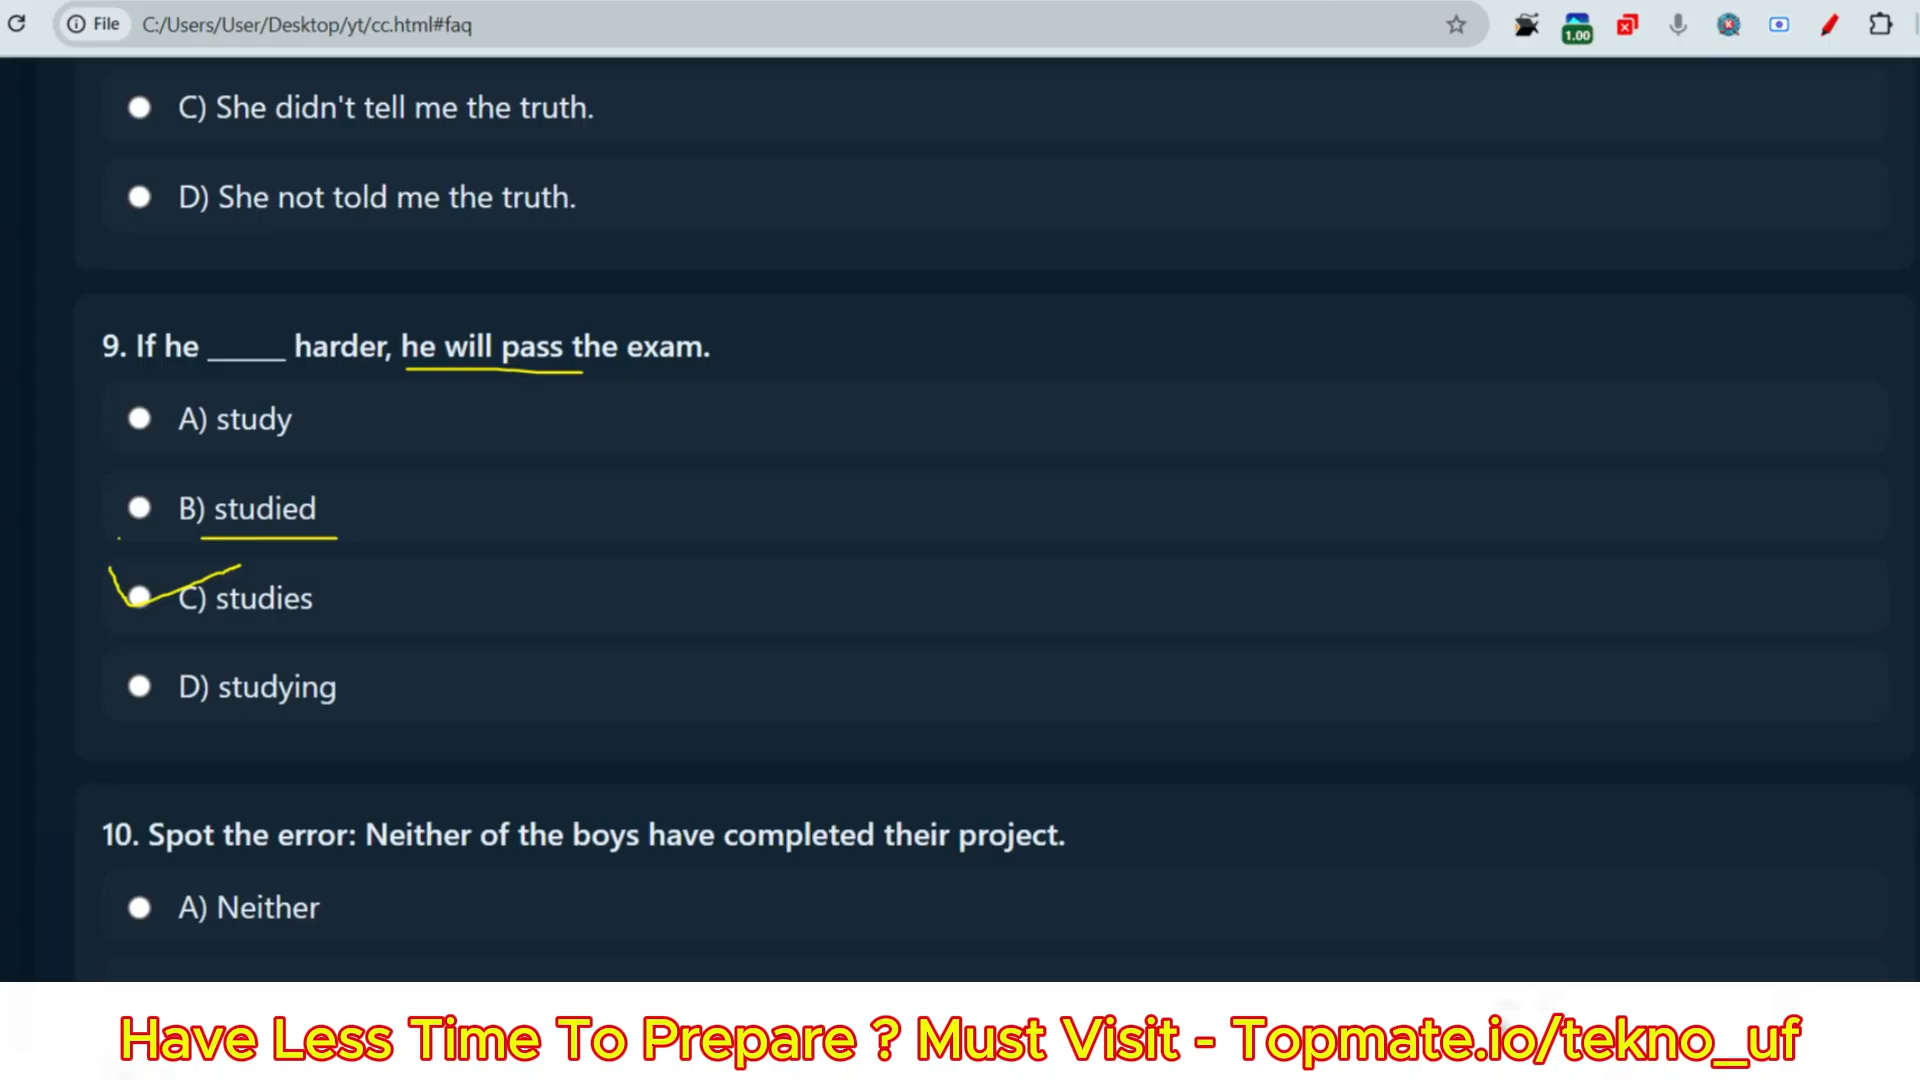 File C:/Users/User/Desktop/yt/cc.html#faq
1.00
C) She didn't tell me the truth.
D) She not told me the truth.
9. If he _____ harder, he will pass the exam.
A) study
B) studied
C) studies
D) studying
10. Spot the error: Neither of the boys have completed their project.
A) Neither
Have Less Time To Prepare ? Must Visit - Topmate.io/tekno_uf